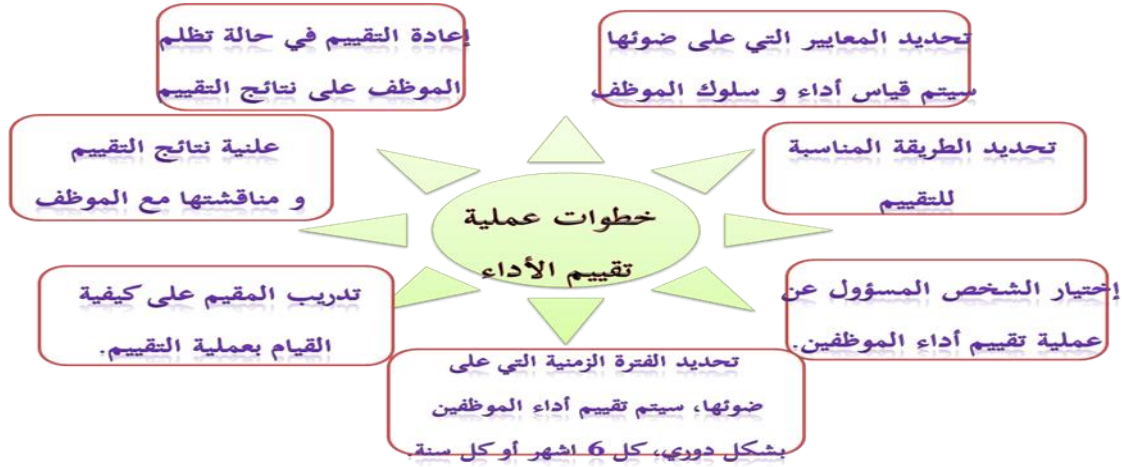 خطوات عملية
تقييم الأداء
تحديد المعايير التي على ضوئها
سيتم قياس أداء و سلوك الموظف
تحديد الطريقة المناسبة
للتقييم
إختيار الشخص المسؤول عن
عملية تقييم أداء الموظفين.
تحديد الفترة الزمنية التي على
ضوئها، سيتم تقييم أداء الموظفين
بشكل دوري، كل 6 اشهر أو كل سنة.
تدريب المقيم على كيفية
القيام بعملية التقييم.
علنية نتائج التقييم
و مناقشتها مع الموظف
إعادة التقييم في حالة تظلم
الموظف على نتائج التقييم